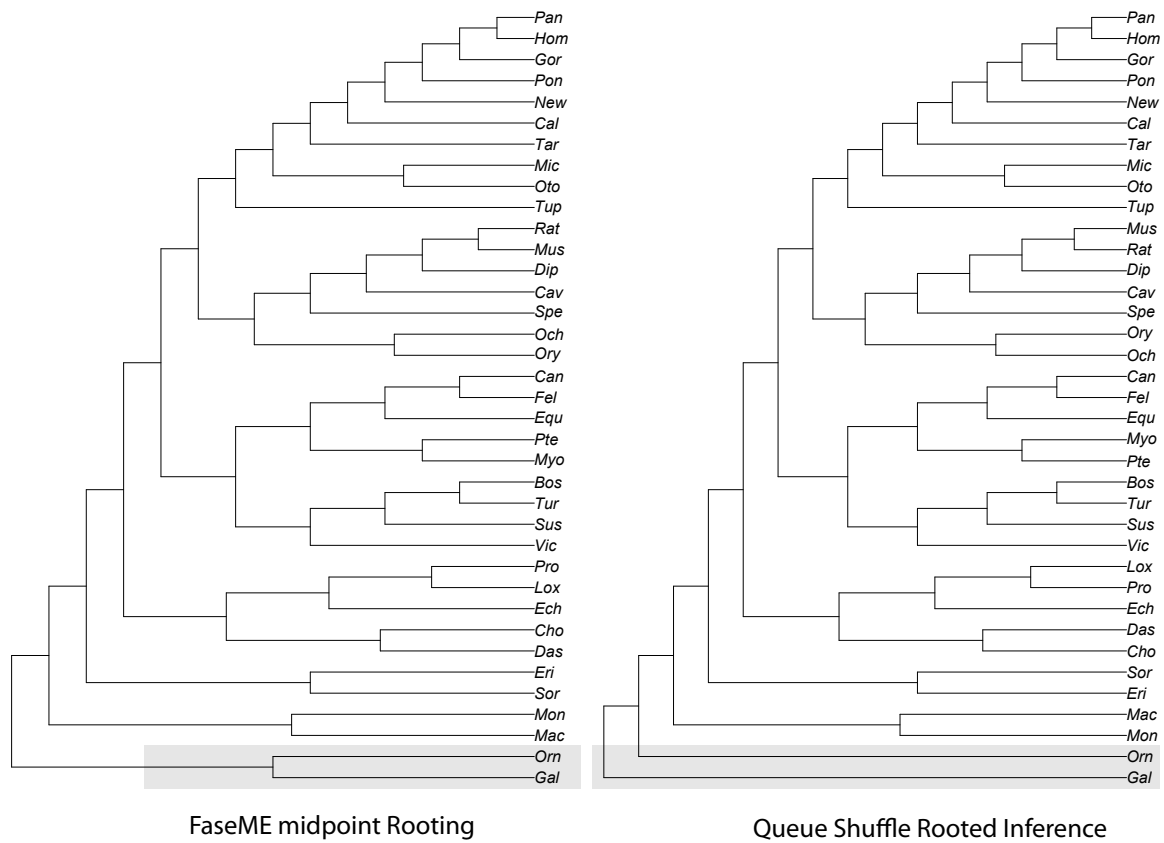 Pan
Hom
Gor
Pon
New
Cal
Tar
Mic
Oto
Tup
Rat
Mus
Dip
Cav
Spe
Och
Ory
Can
Fel
Equ
Pte
Myo
Bos
Tur
Sus
Vic
Pro
Lox
Ech
Cho
Das
Eri
Sor
Mon
Mac
Orn
Gal
FaseME midpoint Rooting
Pan
Hom
Gor
Pon
New
Cal
Tar
Mic
Oto
Tup
Mus
Rat
Dip
Cav
Spe
Ory
Och
Can
Fel
Equ
Myo
Pte
Bos
Tur
Sus
Vic
Lox
Pro
Ech
Das
Cho
Sor
Eri
Mac
Mon
Orn
Gal
Queue Shuffle Rooted Inference